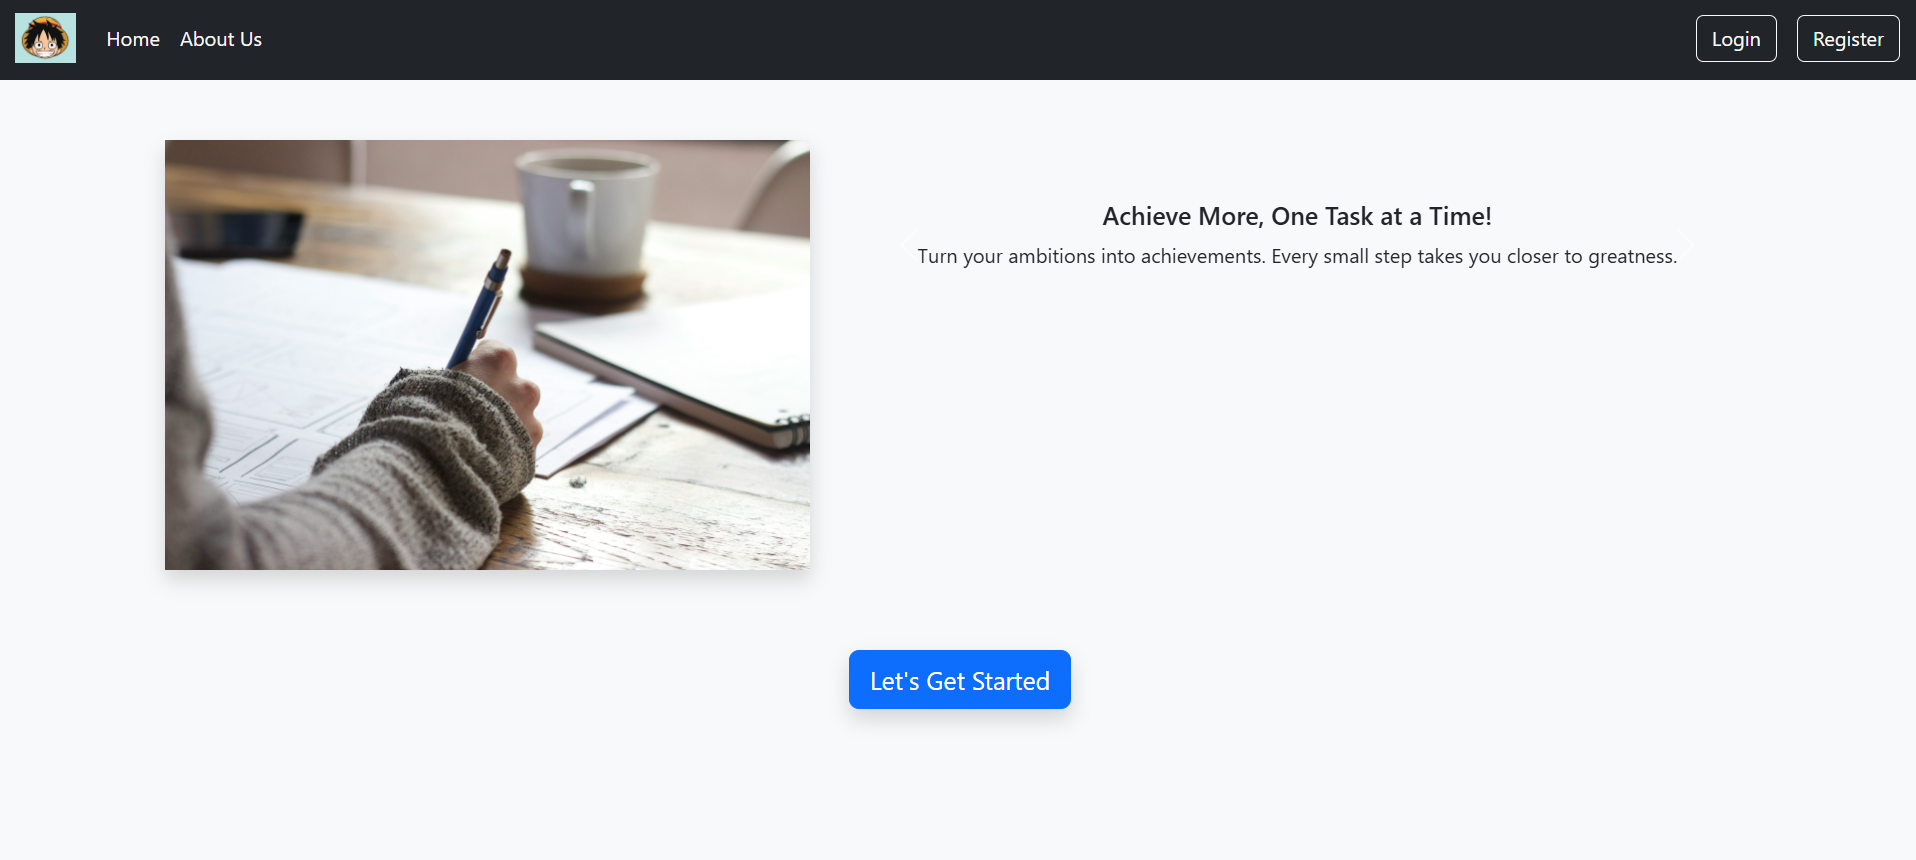 Home About Us Login Register
Achieve More, One Task at a Time!
Turn your ambitions into achievements. Every small step takes you closer to greatness.
Let's Get Started